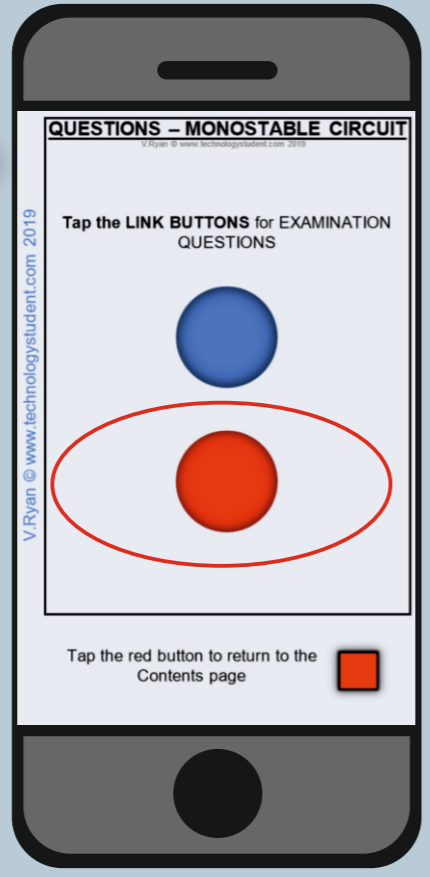 QUESTIONS – MONOSTABLE CIRCUIT
V.Ryan © www.technologystudent.com 2019
V.Ryan © www.technologystudent.com 2019
Tap the LINK BUTTONS for EXAMINATION
QUESTIONS
Tap the red button to return to the
Contents page